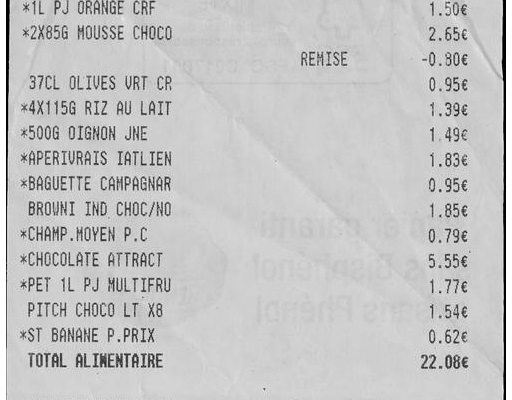 *1L PJ ORANGE CRF 1.50€
*2X85G MOUSSE CHOCO 2.65€
REMISE -0.80€
37CL OLIVES VRT CR 0.95€
*4X115G RIZ AU LAIT 1.39€
*500G OIGNON JNE 1.49€
*APERIVRAIS IATLIEN 1.83€
*BAGUETTE CAMPAGNAR 0.95€
BROWNI IND CHOC/NO 1.85€
*CHAMP.MOYEN P.C 0.79€
*CHOCOLATE ATTRACT 5.55€
*PET 1L PJ MULTIFRU 1.77€
PITCH CHOCO LT X8 1.54€
*ST BANANE P.PRIX 0.62€
TOTAL ALIMENTAIRE 22.08€